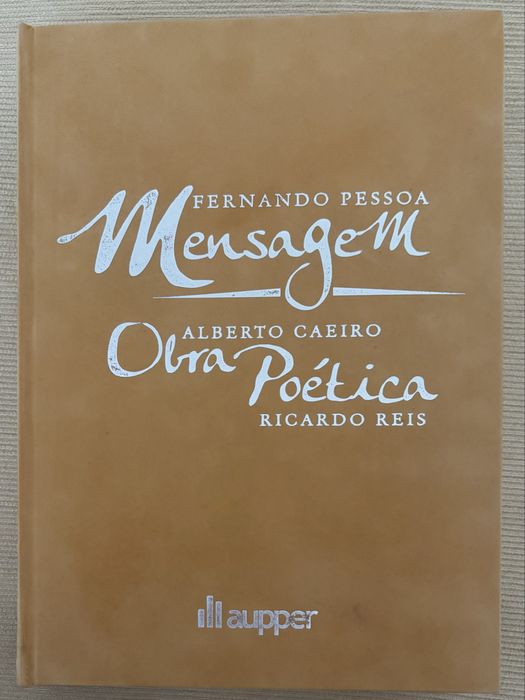 FERNANDO PESSOA
Mensagem
ALBERTO CAEIRO
Obra Poética
RICARDO REIS
aupper